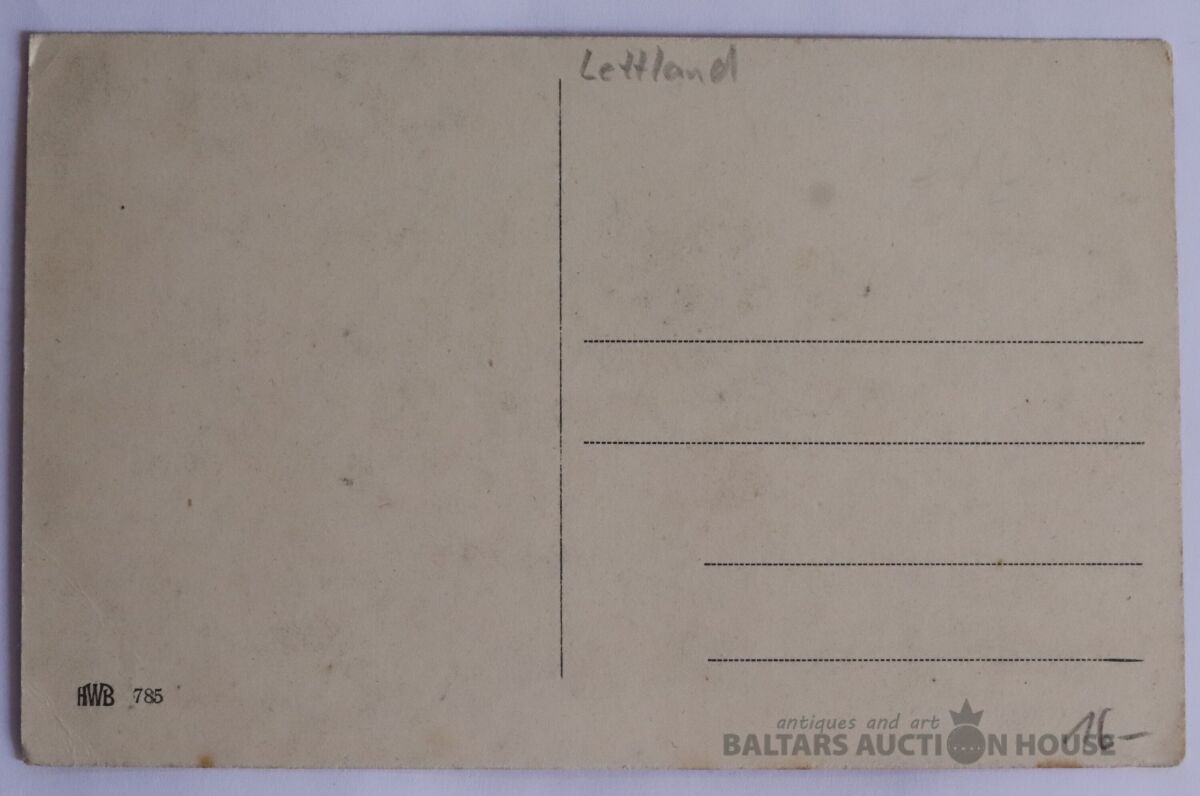 Lettland
HWB 785
antiques and art
BALTARS AUCTION HOUSE
16-